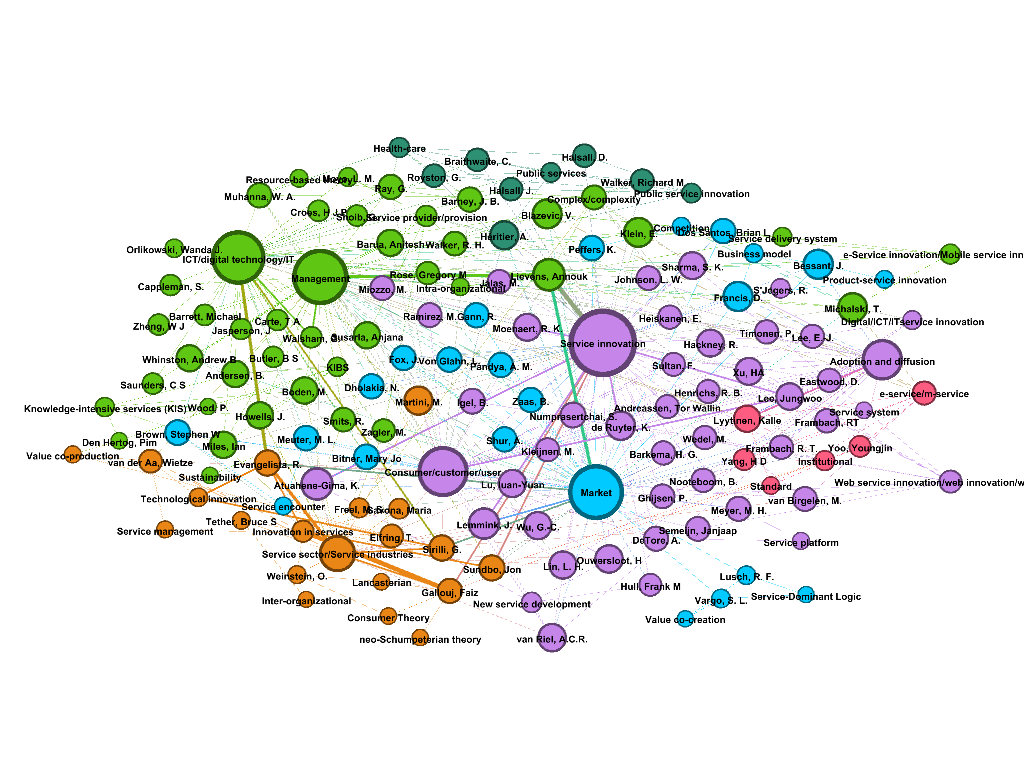 Health-care
Braithwaite, C.
Halsall, D.
Public services
Resource-based theory
Royston, G.
Ray, G.
Halsall, J.
Walker, Richard M.
Public service innovation
Muhanna, W. A.
Barney, J. B.
Complex/complexity
Croes, H J P
Service provider/provision
Blazevic, V.
Competition
Dos Santos, Brian L.
Klein, E.
Service delivery system
Heritier, A.
Orlikowski, Wanda J.
Barua, Anitesh
Walker, R. H.
Peffers K.
Business model
e-Service innovation/Mobile service inn
ICT/digital technology/IT
Bessant, J.
Sharma, S. K.
Management
Rose, Gregory M
Lievens, Annouk
Johnson, L. W.
Product-service innovation
Cappleman, S.
Miozzo, M.
Intra-organizational
Jalas, M.
S'Jegers, R.
Francis, D.
Michalski, T.
Barrett, Michael
Ramirez, M.
Gann, R.
Heiskanen, E.
Digital/ICT/ITservice innovation
Zheng, W J
Jasperson, J
Carte, T A
Moenaert, R. K.
Timonen, P.
Lee, E.J.
Walsham, G.
Susarla, Anjana
Service innovation
Hackney, R.
Whinston, Andrew B.
Butler, B S
Fox, J.
Von Glahn, L.
Pandya, A. M.
Sultan, F.
Adoption and diffusion
KIBS
Andersen, B.
Xu, HA
Saunders, C S
Dholakia, N.
Eastwood, D.
Boden, M.
Henrichs, R. B.
e-service/m-service
Lee, Jungwoo
Knowledge-intensive services (KIS)
Wood, P.
Martini, M.
Igel, B.
Zaas, B.
Andreassen, Tor Wallin
Service system
Howells, J.
Smits, R.
Numprasertchai, S.
Lyytinen, Kalle
Frambach, RT
de Ruyter, K.
Brown, Stephen W
Zagler, M.
Den Hertog, Pim
Meuter, M. L.
Shur, A.
Wedel, M.
Miles, Ian
Frambach, R. T.
Yoo, Youngjin
Kleijnen, M.
Value co-production
Bitner, Mary Jo
Barkema, H. G.
van der Aa, Wietze
Evangelista, R.
Yang, H D
Institutional
Consumer/customer/user
Sustainability
Atuahene-Gima, K.
Lu, Iuan-Yuan
Nooteboom, B.
Standard
Web service innovation/web innovation/w
Market
Technological innovation
Ghijsen, P.
van Birgelen, M.
Service encounter
Freel, M. S.
Savona, Maria
Meyer, M. H.
Tether, Bruce S
Lemmink, J.
Wu, G.-C.
Service management
Innovation in services
Semeijn, Janjaap
Elfring, T.
DeTore, A.
Service platform
Sirilli, G.
Service sector/Service industries
Ouwersloot, H
Lin, L. H.
Sundbo, Jon
Weinstein, O.
Lancasterian
Lusch, R. F.
Hull, Frank M
Gallouj, Faiz
Service-Dominant Logic
Inter-organizational
Vargo, S. L.
New service development
Consumer Theory
Value co-creation
neo-Schumpeterian theory
van Riel, A.C.R.